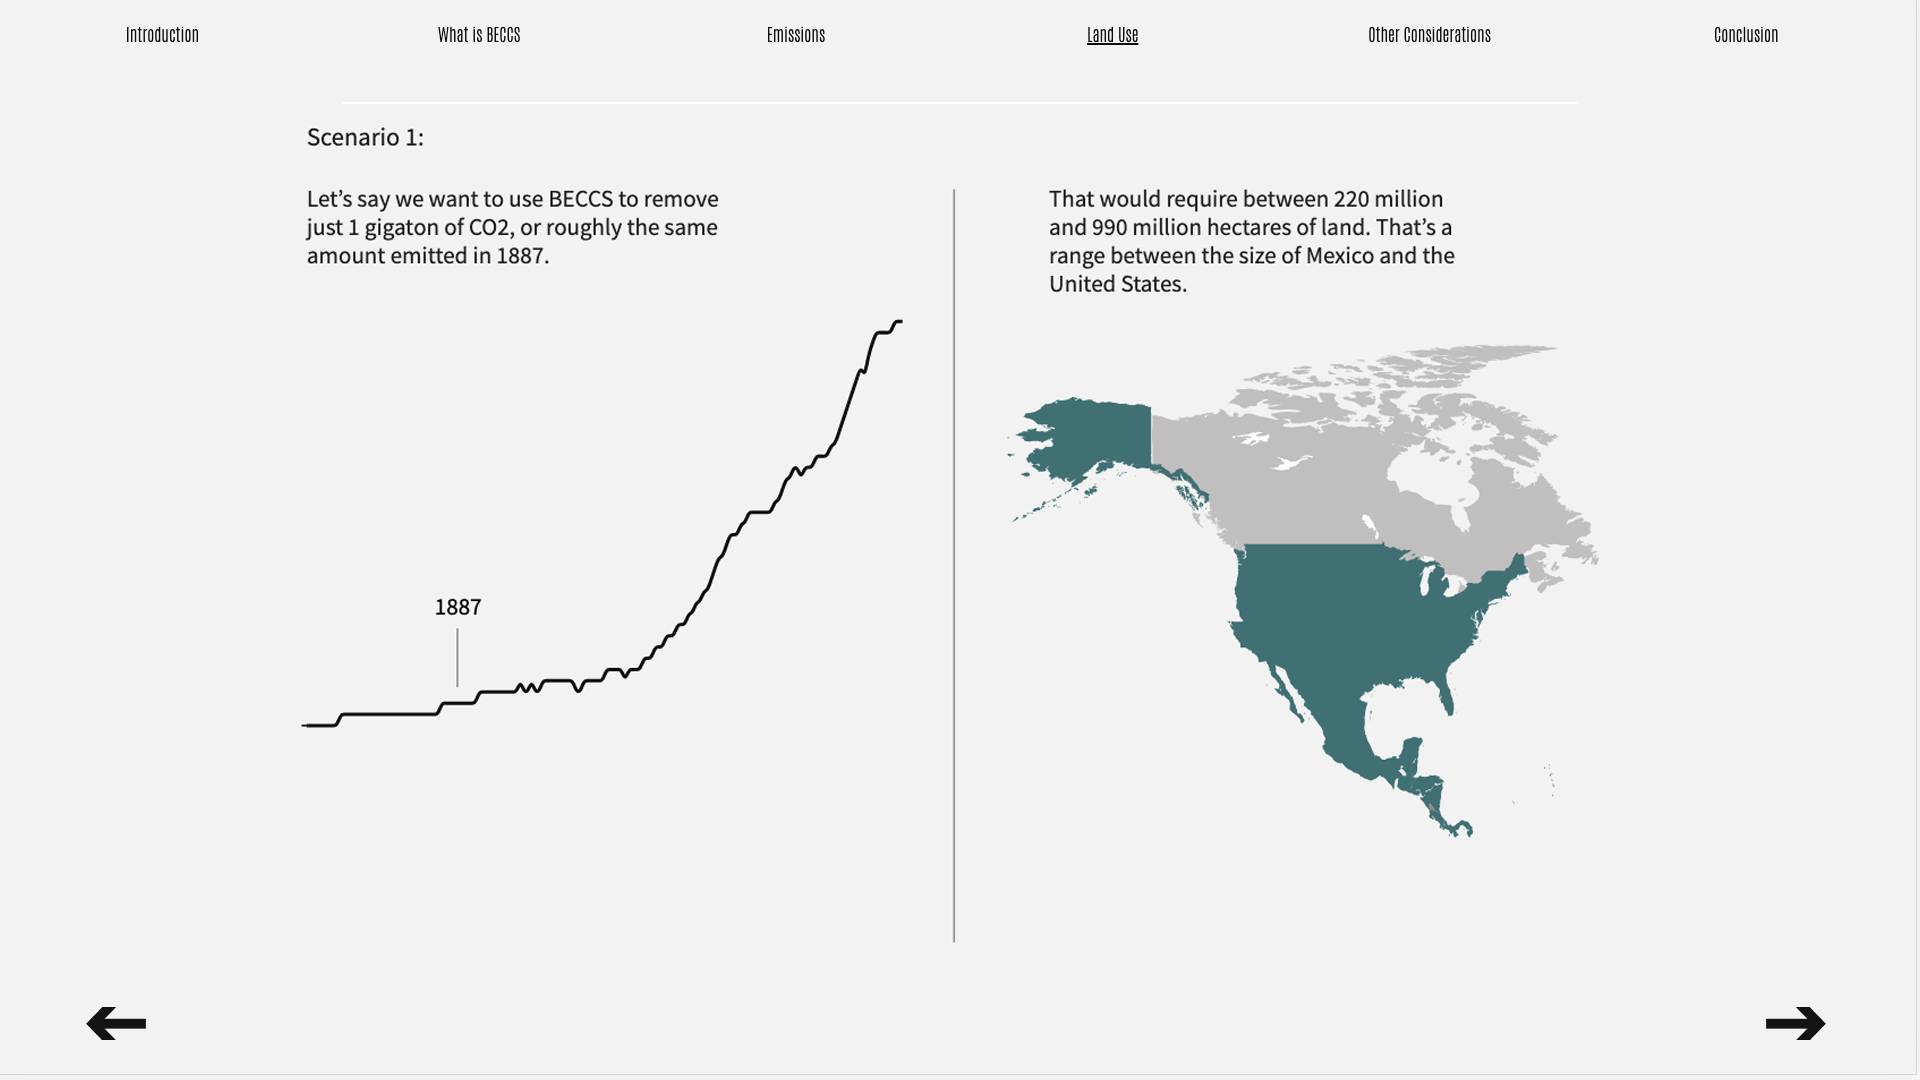 Introduction
What is BECCS
Emissions
Land Use
Other Considerations
Conclusion
Scenario 1:
Let’s say we want to use BECCS to remove
just 1 gigaton of CO2, or roughly the same
amount emitted in 1887.
That would require between 220 million
and 990 million hectares of land. That’s a
range between the size of Mexico and the
United States.
1887